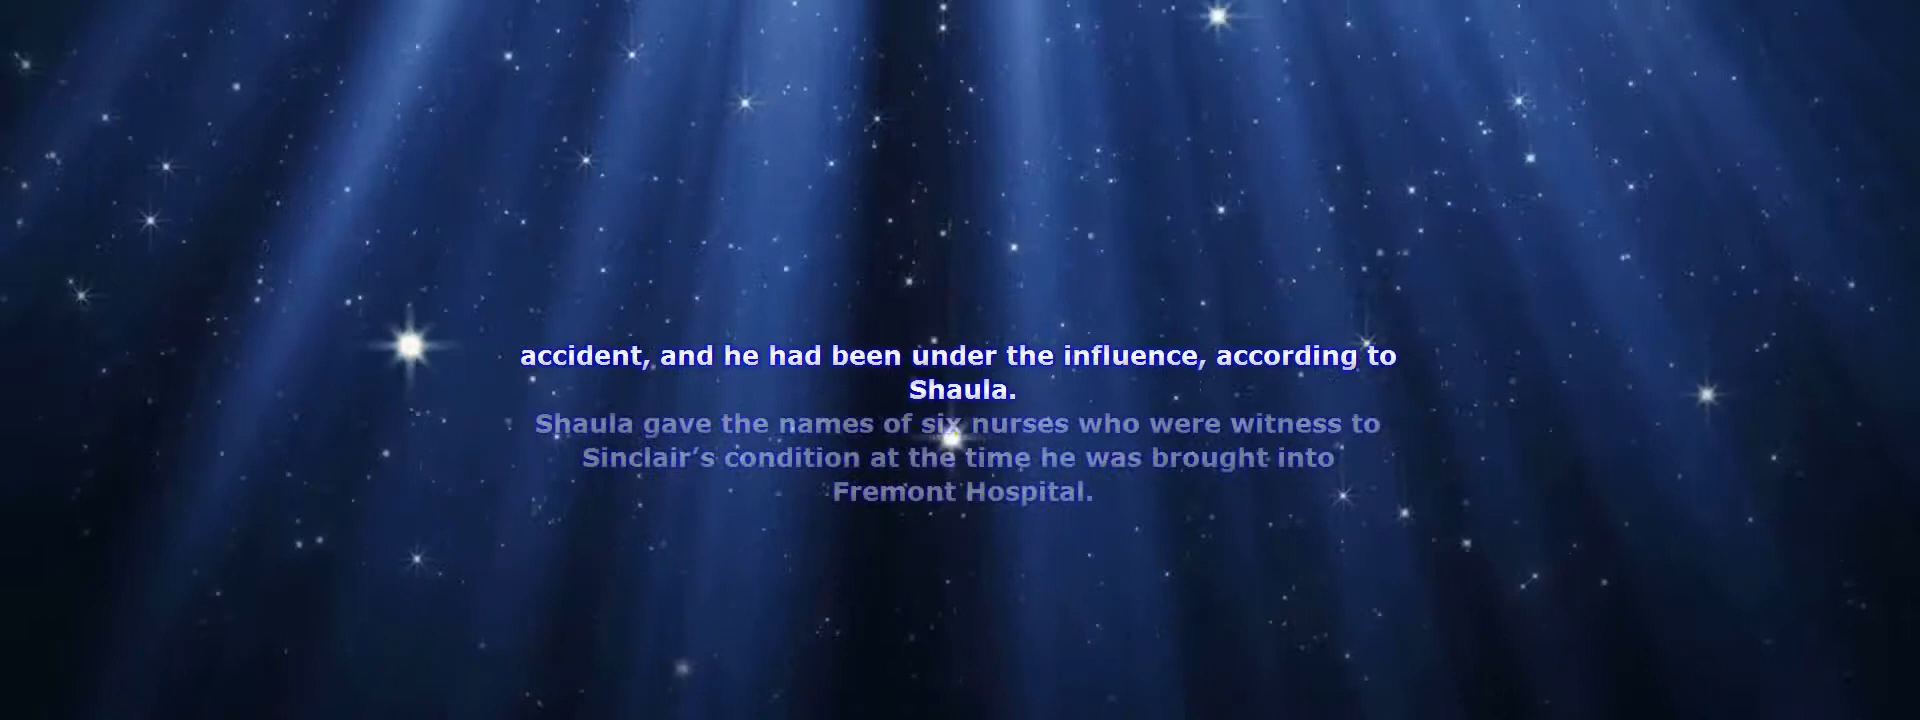 accident, and he had been under the influence, according to
Shaula.
Shaula gave the names of six nurses who were witness to
Sinclair’s condition at the time he was brought into
Fremont Hospital.